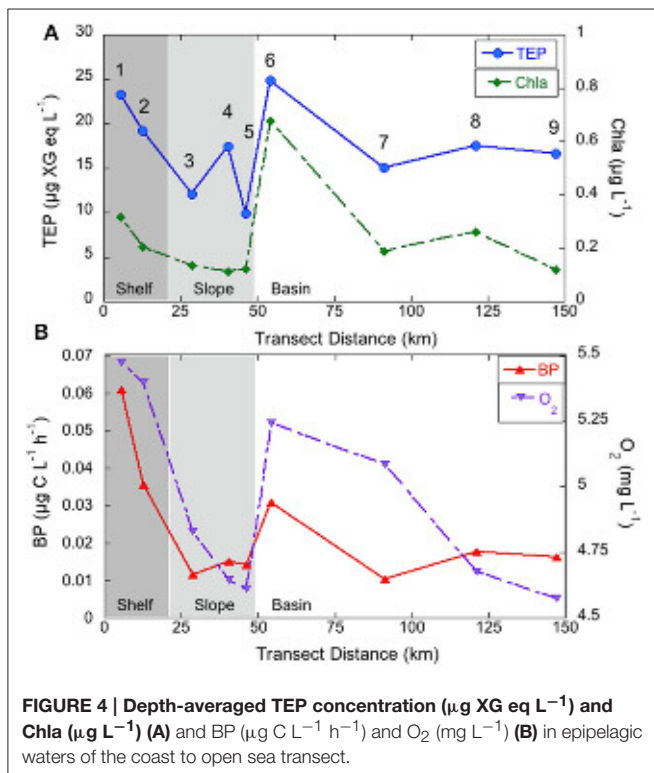 A
30
25
20
15
10
5
0
TEP (µg XG eq L⁻¹)
1
2
3
4
5
6
7
8
9
TEP
Chla
1
0.8
0.6
0.4
0.2
0
Chla (µg L⁻¹)
Shelf
Slope
Basin
0 25 50 75 100 125 150
Transect Distance (km)
B
0.07
0.06
0.05
0.04
0.03
0.02
0.01
0
BP (µg C L⁻¹ h⁻¹)
BP
O₂
5.5
5.25
5
4.75
4.5
O₂ (mg L⁻¹)
Shelf
Slope
Basin
0 25 50 75 100 125 150
Transect Distance (km)
FIGURE 4 | Depth-averaged TEP concentration (µg XG eq L⁻¹) and
Chla (µg L⁻¹) (A) and BP (µg C L⁻¹ h⁻¹) and O₂ (mg L⁻¹) (B) in epipelagic
waters of the coast to open sea transect.